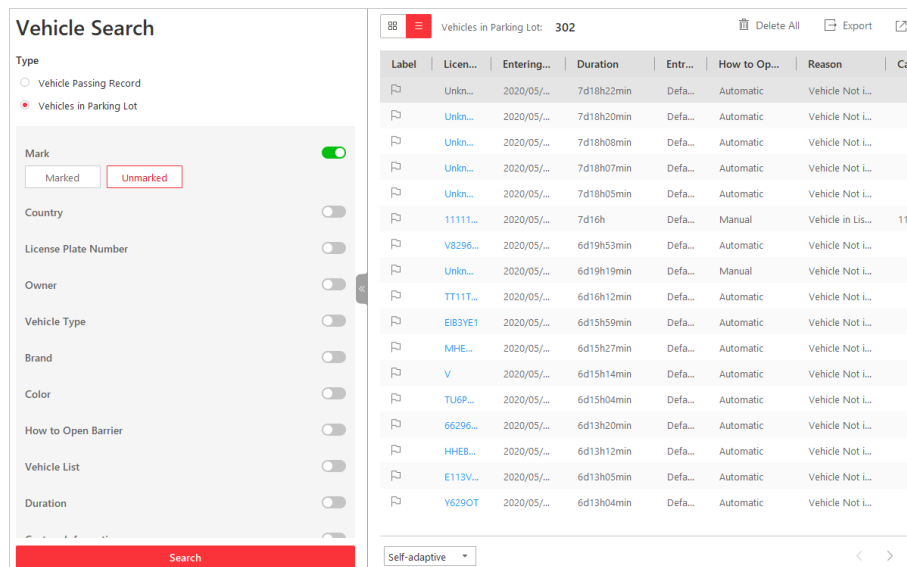 Vehicle Search
Type
Vehicle Passing Record
Vehicles in Parking Lot
Mark
Marked Unmarked
Country
License Plate Number
Owner
Vehicle Type
Brand
Color
How to Open Barrier
Vehicle List
Duration
Search
Vehicles in Parking Lot: 302 Delete All Export
Label Licen... Entering... Duration Entr... How to Op... Reason Ca
Unkn... 2020/05/... 7d18h22min Defa... Automatic Vehicle Not i...
Unkn... 2020/05/... 7d18h20min Defa... Automatic Vehicle Not i...
Unkn... 2020/05/... 7d18h08min Defa... Automatic Vehicle Not i...
Unkn... 2020/05/... 7d18h07min Defa... Automatic Vehicle Not i...
Unkn... 2020/05/... 7d18h05min Defa... Automatic Vehicle Not i...
11111... 2020/05/... 7d16h Defa... Manual Vehicle in Lis... 11
V8296... 2020/05/... 6d19h53min Defa... Automatic Vehicle Not i...
Unkn... 2020/05/... 6d19h19min Defa... Manual Vehicle Not i...
TT11T... 2020/05/... 6d16h12min Defa... Automatic Vehicle Not i...
EIB3YE1 2020/05/... 6d15h59min Defa... Automatic Vehicle Not i...
MHE... 2020/05/... 6d15h27min Defa... Automatic Vehicle Not i...
V 2020/05/... 6d15h14min Defa... Automatic Vehicle Not i...
TU6P... 2020/05/... 6d15h04min Defa... Automatic Vehicle Not i...
66296... 2020/05/... 6d13h20min Defa... Automatic Vehicle Not i...
HHEB... 2020/05/... 6d13h12min Defa... Automatic Vehicle Not i...
E113V... 2020/05/... 6d13h05min Defa... Automatic Vehicle Not i...
Y629OT 2020/05/... 6d13h04min Defa... Automatic Vehicle Not i...
Self-adaptive